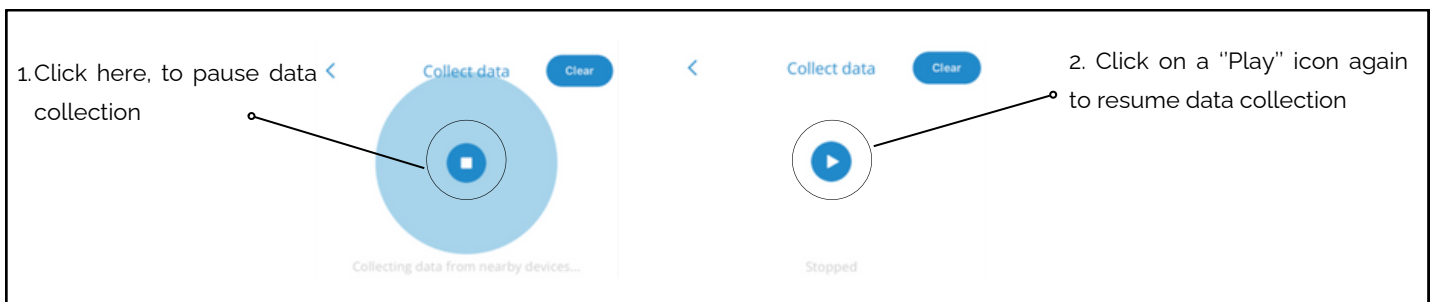 1. Click here, to pause data
collection
Collect data
Clear
Collecting data from nearby devices...
Collect data
Clear
Stopped
2. Click on a ‘’Play’’ icon again
to resume data collection